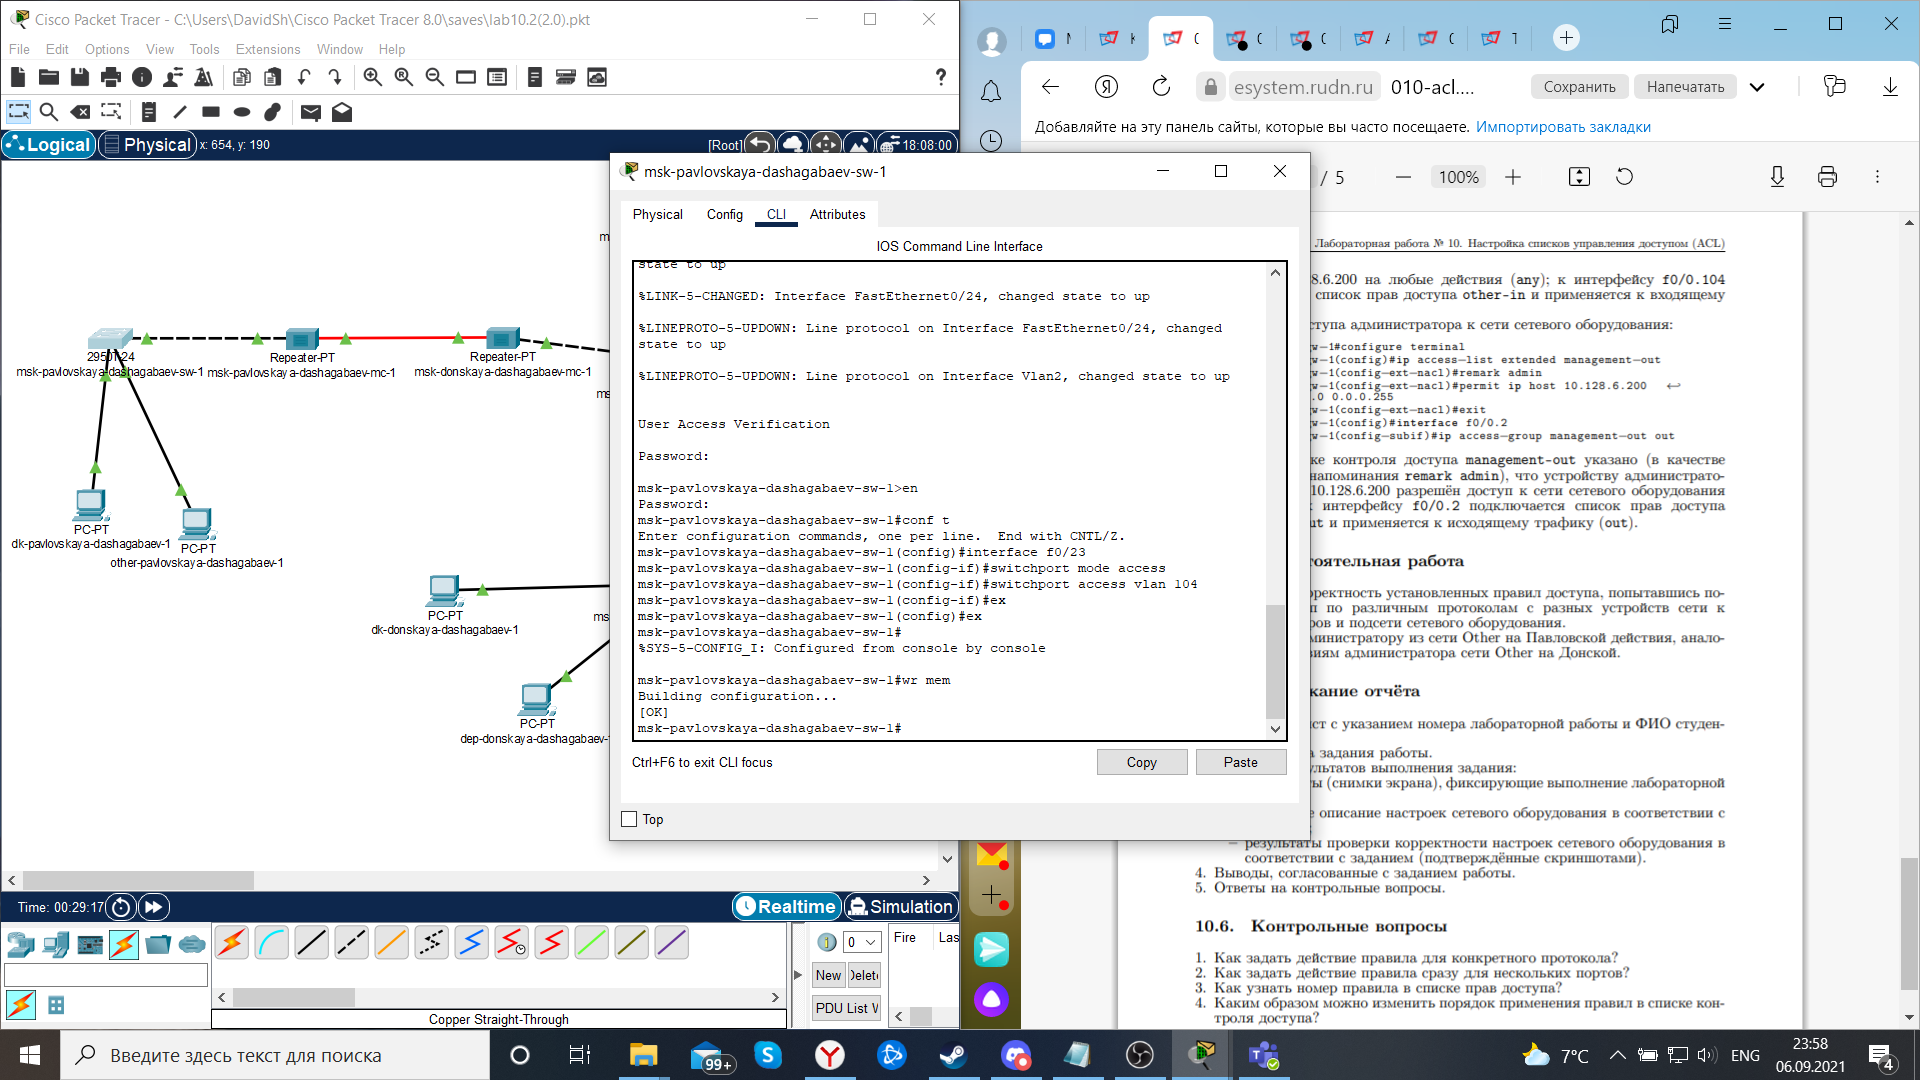 Cisco Packet Tracer - C:\Users\DavidSh\Cisco Packet Tracer 8.0\saves\lab10.2(2.0).pkt
File Edit Options View Tools Extensions Window Help
?
Logical Physical x: 654, y: 190
[Root] 18:08:00
2950T-24
msk-pavlovskaya-dashagabaev-sw-1
Repeater-PT
msk-pavlovskaya-dashagabaev-mc-1
Repeater-PT
msk-donskaya-dashagabaev-mc-1
PC-PT
dk-pavlovskaya-dashagabaev-1
PC-PT
other-pavlovskaya-dashagabaev-1
PC-PT
dk-donskaya-dashagabaev-1
PC-PT
dep-donskaya-dashagabaev-
Time: 00:29:17
Realtime Simulation
0
Fire Las
New Delete
PDU List W
Copper Straight-Through
msk-pavlovskaya-dashagabaev-sw-1
Physical Config CLI Attributes
IOS Command Line Interface
state to up
%LINK-5-CHANGED: Interface FastEthernet0/24, changed state to up
%LINEPROTO-5-UPDOWN: Line protocol on Interface FastEthernet0/24, changed
state to up
%LINEPROTO-5-UPDOWN: Line protocol on Interface Vlan2, changed state to up
User Access Verification
Password:
msk-pavlovskaya-dashagabaev-sw-1>en
Password:
msk-pavlovskaya-dashagabaev-sw-1#conf t
Enter configuration commands, one per line.  End with CNTL/Z.
msk-pavlovskaya-dashagabaev-sw-1(config)#interface f0/23
msk-pavlovskaya-dashagabaev-sw-1(config-if)#switchport mode access
msk-pavlovskaya-dashagabaev-sw-1(config-if)#switchport access vlan 104
msk-pavlovskaya-dashagabaev-sw-1(config-if)#ex
msk-pavlovskaya-dashagabaev-sw-1(config)#ex
msk-pavlovskaya-dashagabaev-sw-1#
%SYS-5-CONFIG_I: Configured from console by console
msk-pavlovskaya-dashagabaev-sw-1#wr mem
Building configuration...
[OK]
msk-pavlovskaya-dashagabaev-sw-1#
Ctrl+F6 to exit CLI focus
Copy Paste
Top
esystem.rudn.ru 010-acl....
Сохранить Напечатать
Добавляйте на эту панель сайты, которые вы часто посещаете. Импортировать закладки
/ 5 100%
Лабораторная работа № 10. Настройка списков управления доступом (ACL)
8.6.200 на любые действия (any); к интерфейсу f0/0.104
список прав доступа other-in и применяется к входящему
ступа администратора к сети сетевого оборудования:
w-1#configure terminal
w-1(config)#ip access-list extended management-out
w-1(config-ext-nacl)#remark admin
w-1(config-ext-nacl)#permit ip host 10.128.6.200 ↩
.0 0.0.0.255
w-1(config-ext-nacl)#exit
w-1(config)#interface f0/0.2
w-1(config-subif)#ip access-group management-out out
ке контроля доступа management-out указано (в качестве
напоминания remark admin), что устройству администрато-
10.128.6.200 разрешён доступ к сети сетевого оборудования
интерфейсу f0/0.2 подключается список прав доступа
ut и применяется к исходящему трафику (out).
тоятельная работа
рректность установленных правил доступа, попытавшись по-
п по различным протоколам с разных устройств сети к
ров и подсети сетевого оборудования.
министратору из сети Other на Павловской действия, анало-
виям администратора сети Other на Донской.
жание отчёта
ст с указанием номера лабораторной работы и ФИО студен-
а задания работы.
ультатов выполнения задания:
ты (снимки экрана), фиксирующие выполнение лабораторной
е описание настроек сетевого оборудования в соответствии с
– результаты проверки корректности настроек сетевого оборудования в
соответствии с заданием (подтверждённые скриншотами).
4. Выводы, согласованные с заданием работы.
5. Ответы на контрольные вопросы.
10.6. Контрольные вопросы
1. Как задать действие правила для конкретного протокола?
2. Как задать действие правила сразу для нескольких портов?
3. Как узнать номер правила в списке прав доступа?
4. Каким образом можно изменить порядок применения правил в списке кон-
троля доступа?
Введите здесь текст для поиска
99+
7°C
ENG
23:58
06.09.2021
4